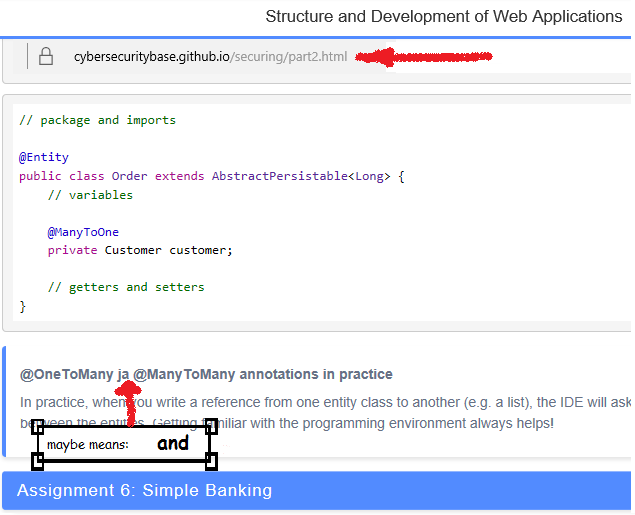 Structure and Development of Web Applications
cybersecuritybase.github.io/securing/part2.html
// package and imports
@Entity
public class Order extends AbstractPersistable<Long> {
// variables
@ManyToOne
private Customer customer;
// getters and setters
}
@OneToMany ja @ManyToMany annotations in practice
In practice, when you write a reference from one entity class to another (e.g. a list), the IDE will ask
between the entities. Getting familiar with the programming environment always helps!
maybe means: and
Assignment 6: Simple Banking